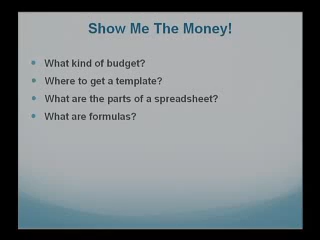 Show Me The Money!
What kind of budget?
Where to get a template?
What are the parts of a spreadsheet?
What are formulas?